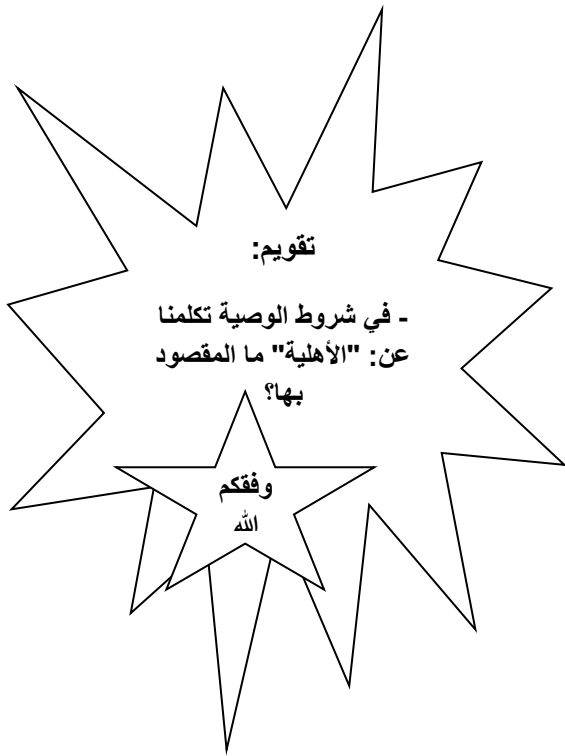 تقويم:
- في شروط الوصية تكلمنا
عن: "الأهلية" ما المقصود
بها؟
وفقكم
الله